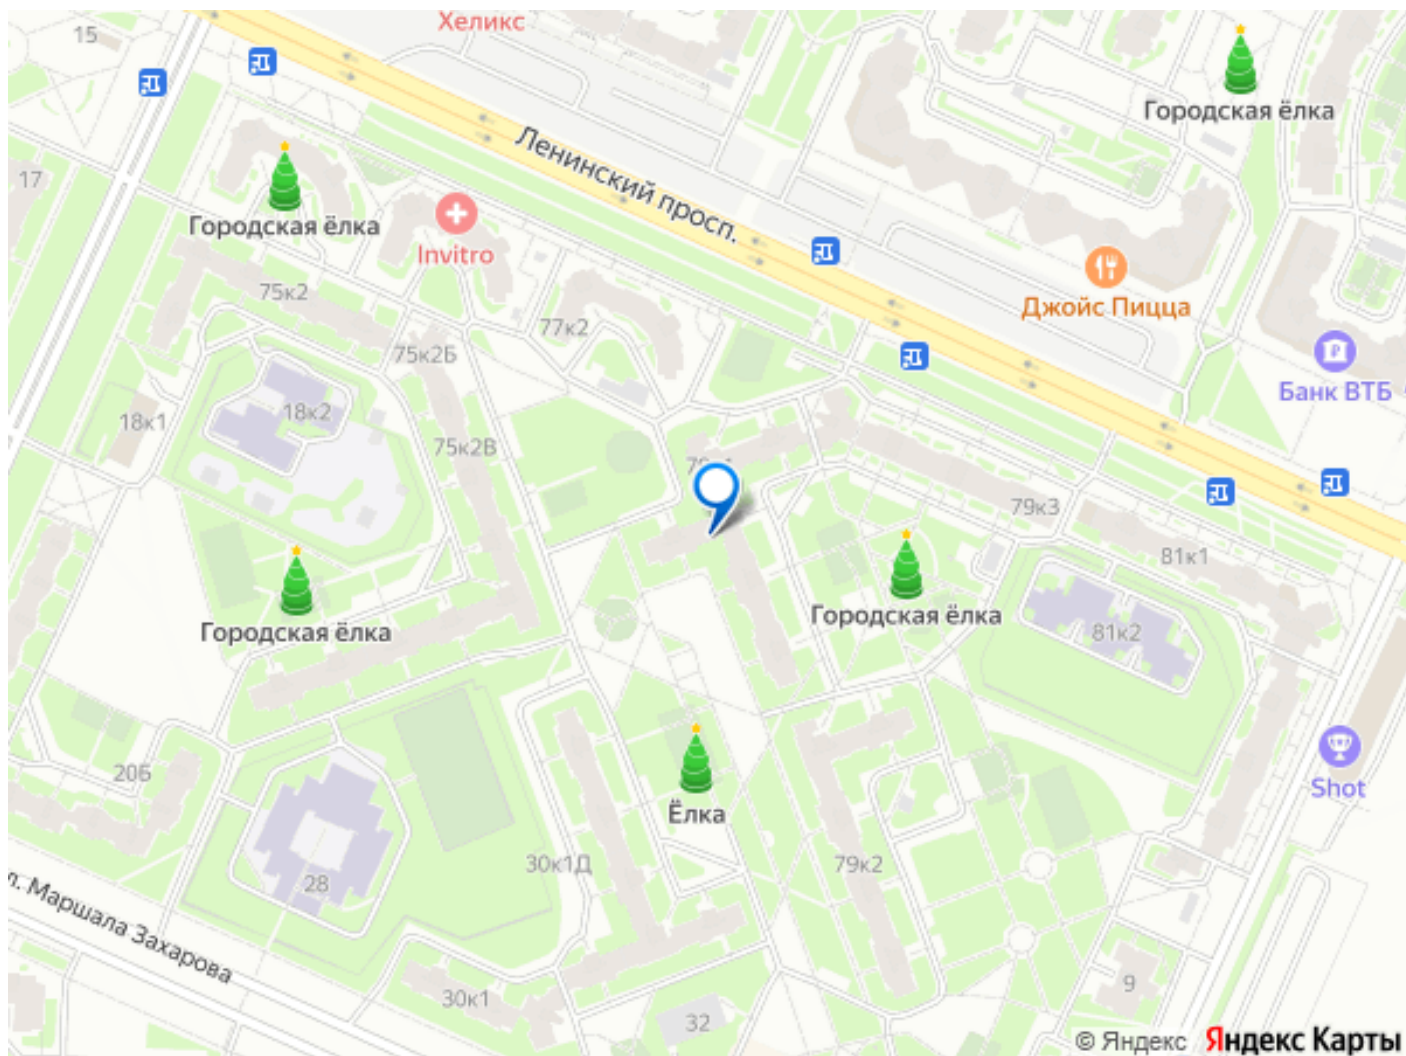 Хеликс
15
Городская ёлка
Ленинский просп.
17
Городская ёлка
Invitro
75к2
Джойс Пицца
77к2
75к2Б
Банк ВТБ
18к2
18к1
75к2В
79к3
81к1
Городская ёлка
Городская ёлка
81к2
20Б
Shot
Ёлка
30к1Д
79к2
28
л. Маршала Захарова
30к1
9
32
© Яндекс Яндекс Карты